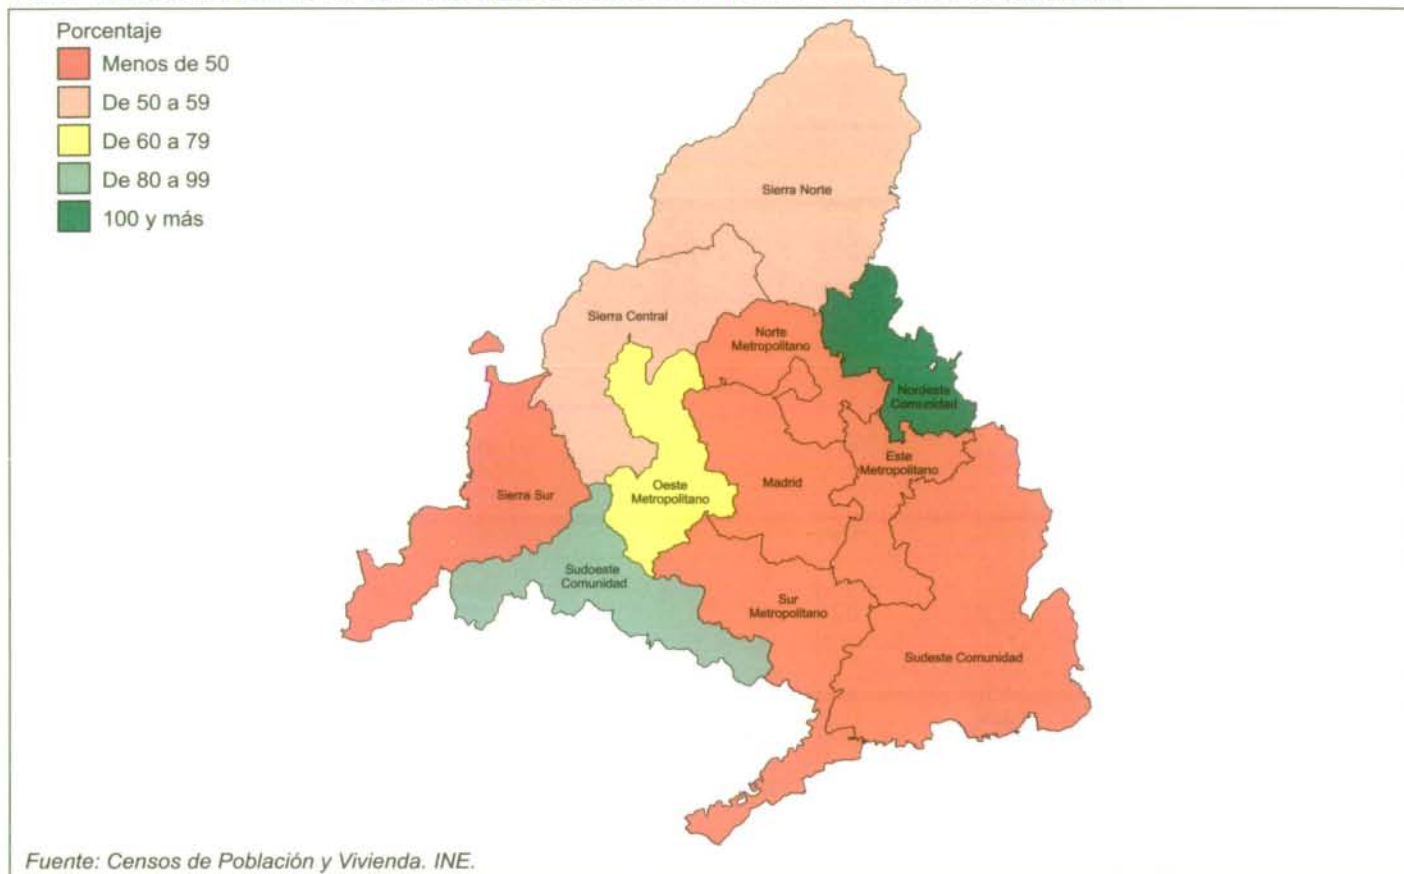 Porcentaje
Menos de 50
De 50 a 59
De 60 a 79
De 80 a 99
100 y más
Sierra Norte
Sierra Central
Norte
Metropolitano
Nordeste
Comunidad
Este
Metropolitano
Sierra Sur
Oeste
Metropolitano
Madrid
Sudoeste
Comunidad
Sur
Metropolitano
Sudeste Comunidad
Fuente: Censos de Población y Vivienda. INE.